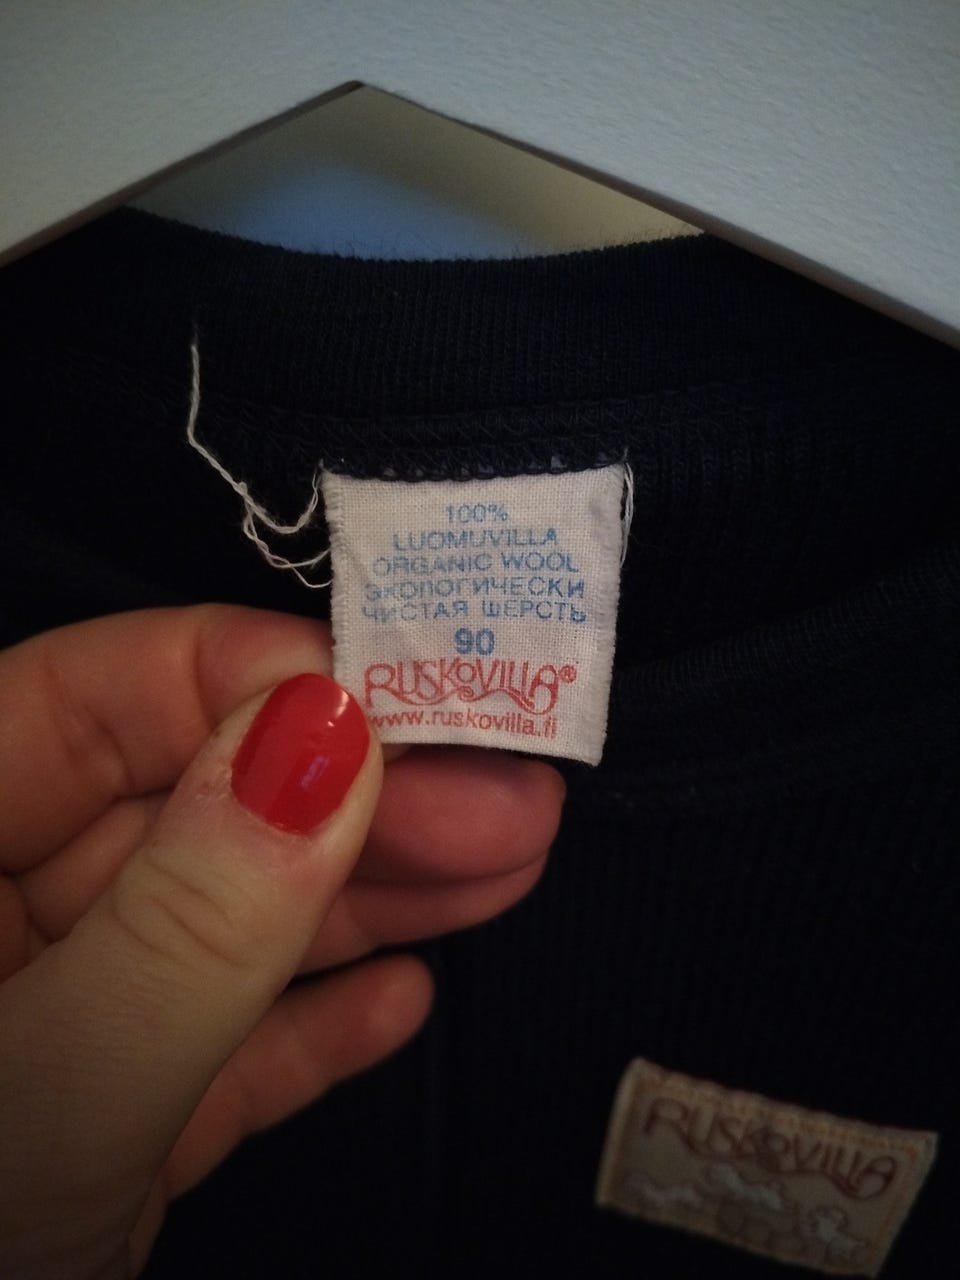 100%
LUOMUVILLA
ORGANIC WOOL
ЭКОЛОГИЧЕСКИ
ЧИСТАЯ ШЕРСТЬ
90
RUSKOVILLA®
www.ruskovilla.fi
RUSKOVILLA